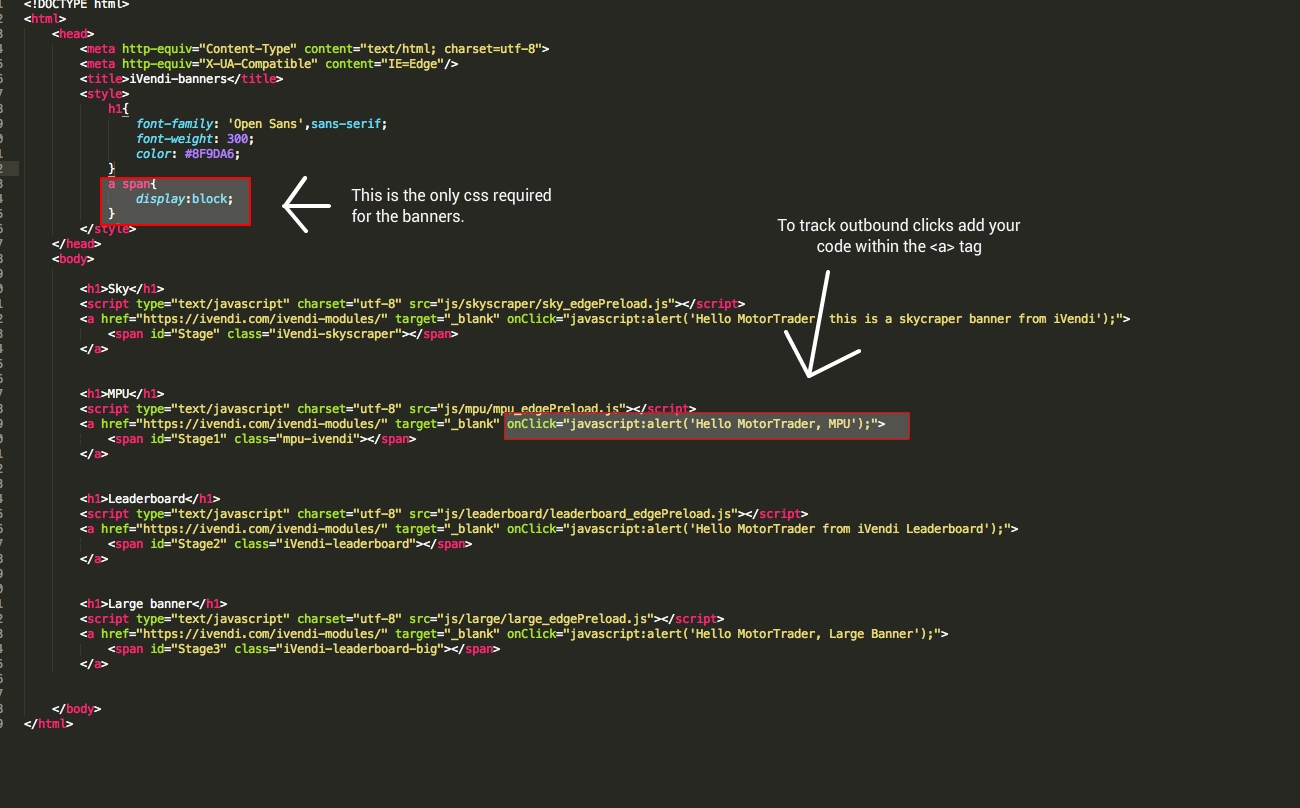 <!DOCTYPE html>
<html>
<head>
<meta http-equiv="Content-Type" content="text/html; charset=utf-8">
<meta http-equiv="X-UA-Compatible" content="IE=Edge"/>
<title>iVendi-banners</title>
<style>
h1{
font-family: 'Open Sans',sans-serif;
font-weight: 300;
color: #8F9DA6;
}
a span{
display:block;
}
</style>
This is the only css required
for the banners.
To track outbound clicks add your
code within the <a> tag
</head>
<body>
<h1>Sky</h1>
<script type="text/javascript" charset="utf-8" src="js/skyscraper/sky_edgePreload.js"></script>
<a href="https://ivendi.com/ivendi-modules/" target="_blank" onClick="javascript:alert('Hello MotorTrader, this is a skycraper banner from iVendi');">
<span id="Stage" class="iVendi-skyscraper"></span>
</a>
<h1>MPU</h1>
<script type="text/javascript" charset="utf-8" src="js/mpu/mpu_edgePreload.js"></script>
<a href="https://ivendi.com/ivendi-modules/" target="_blank" onClick="javascript:alert('Hello MotorTrader, MPU');">
<span id="Stage1" class="mpu-ivendi"></span>
</a>
<h1>Leaderboard</h1>
<script type="text/javascript" charset="utf-8" src="js/leaderboard/leaderboard_edgePreload.js"></script>
<a href="https://ivendi.com/ivendi-modules/" target="_blank" onClick="javascript:alert('Hello MotorTrader from iVendi Leaderboard');">
<span id="Stage2" class="iVendi-leaderboard"></span>
</a>
<h1>Large banner</h1>
<script type="text/javascript" charset="utf-8" src="js/large/large_edgePreload.js"></script>
<a href="https://ivendi.com/ivendi-modules/" target="_blank" onClick="javascript:alert('Hello MotorTrader, Large Banner');">
<span id="Stage3" class="iVendi-leaderboard-big"></span>
</a>
</body>
</html>